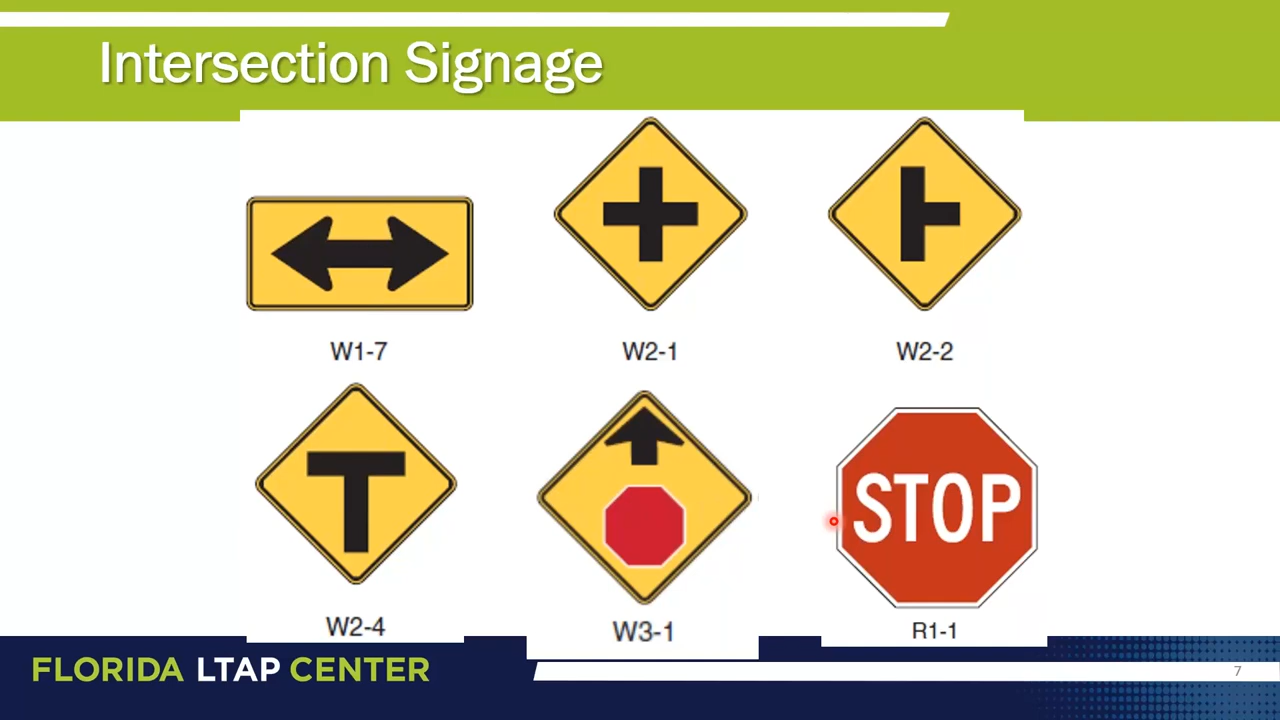 Intersection Signage
W1-7
W2-1
W2-2
STOP
W2-4
W3-1
R1-1
FLORIDA LTAP CENTER
7